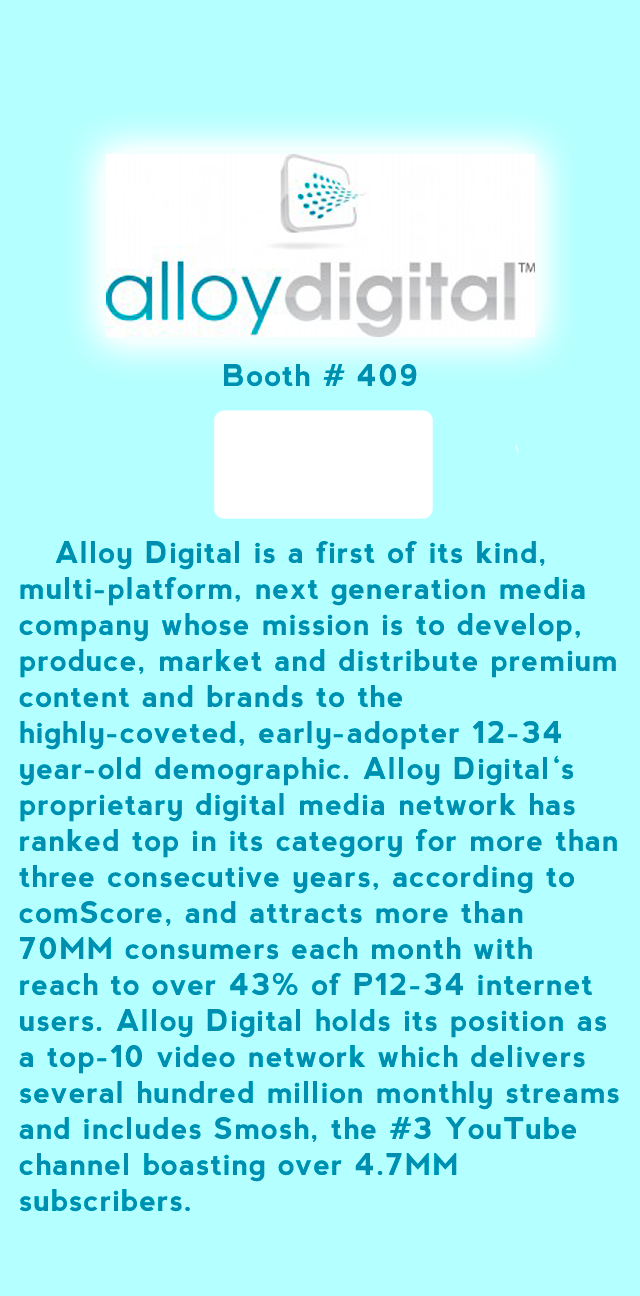 alloydigital™
Booth # 409
Alloy Digital is a first of its kind,
multi-platform, next generation media
company whose mission is to develop,
produce, market and distribute premium
content and brands to the
highly-coveted, early-adopter 12-34
year-old demographic. Alloy Digital‘s
proprietary digital media network has
ranked top in its category for more than
three consecutive years, according to
comScore, and attracts more than
70MM consumers each month with
reach to over 43% of P12-34 internet
users. Alloy Digital holds its position as
a top-10 video network which delivers
several hundred million monthly streams
and includes Smosh, the #3 YouTube
channel boasting over 4.7MM
subscribers.